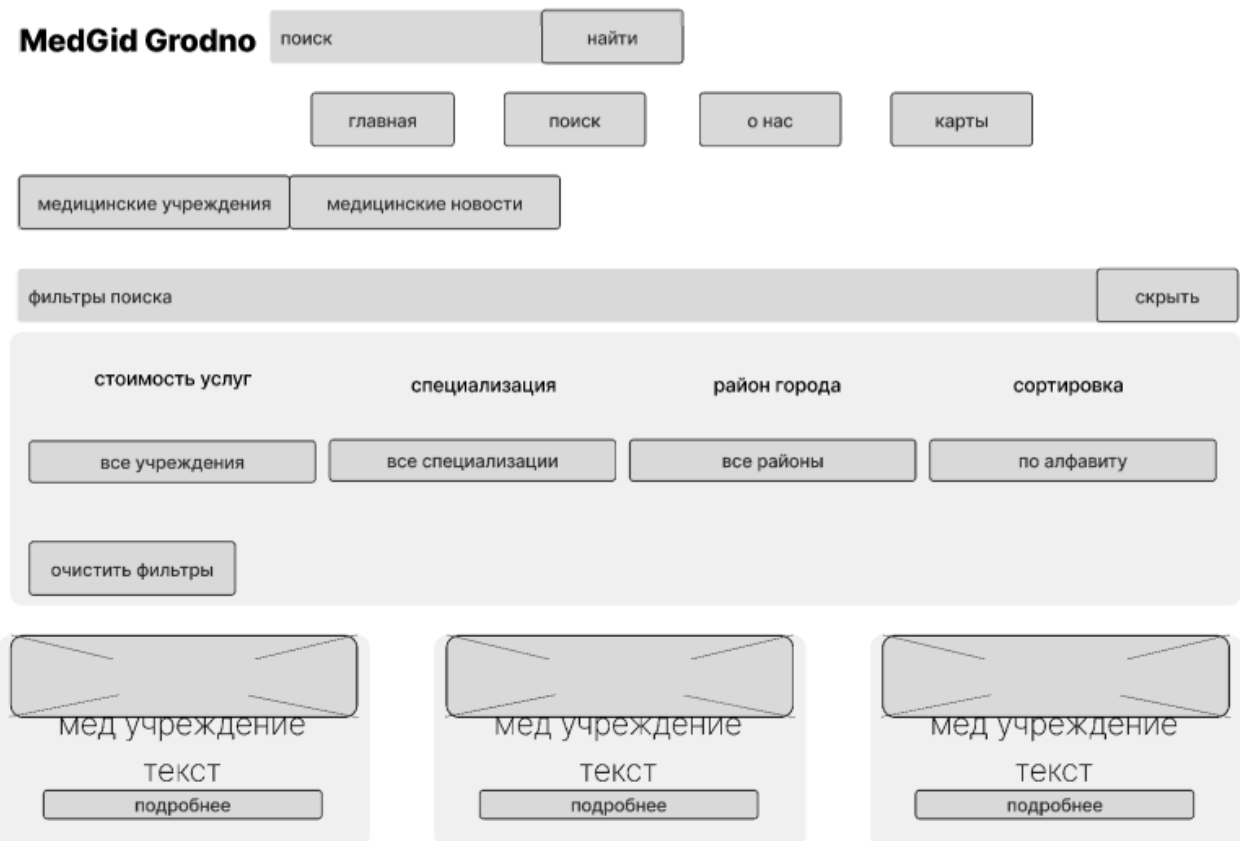 MedGid Grodno поиск найти
главная поиск о нас карты
медицинские учреждения медицинские новости
фильтры поиска скрыть
стоимость услуг специализация район города сортировка
все учреждения все специализации все районы по алфавиту
очистить фильтры
мед учреждение мед учреждение мед учреждение
текст текст текст
подробнее подробнее подробнее